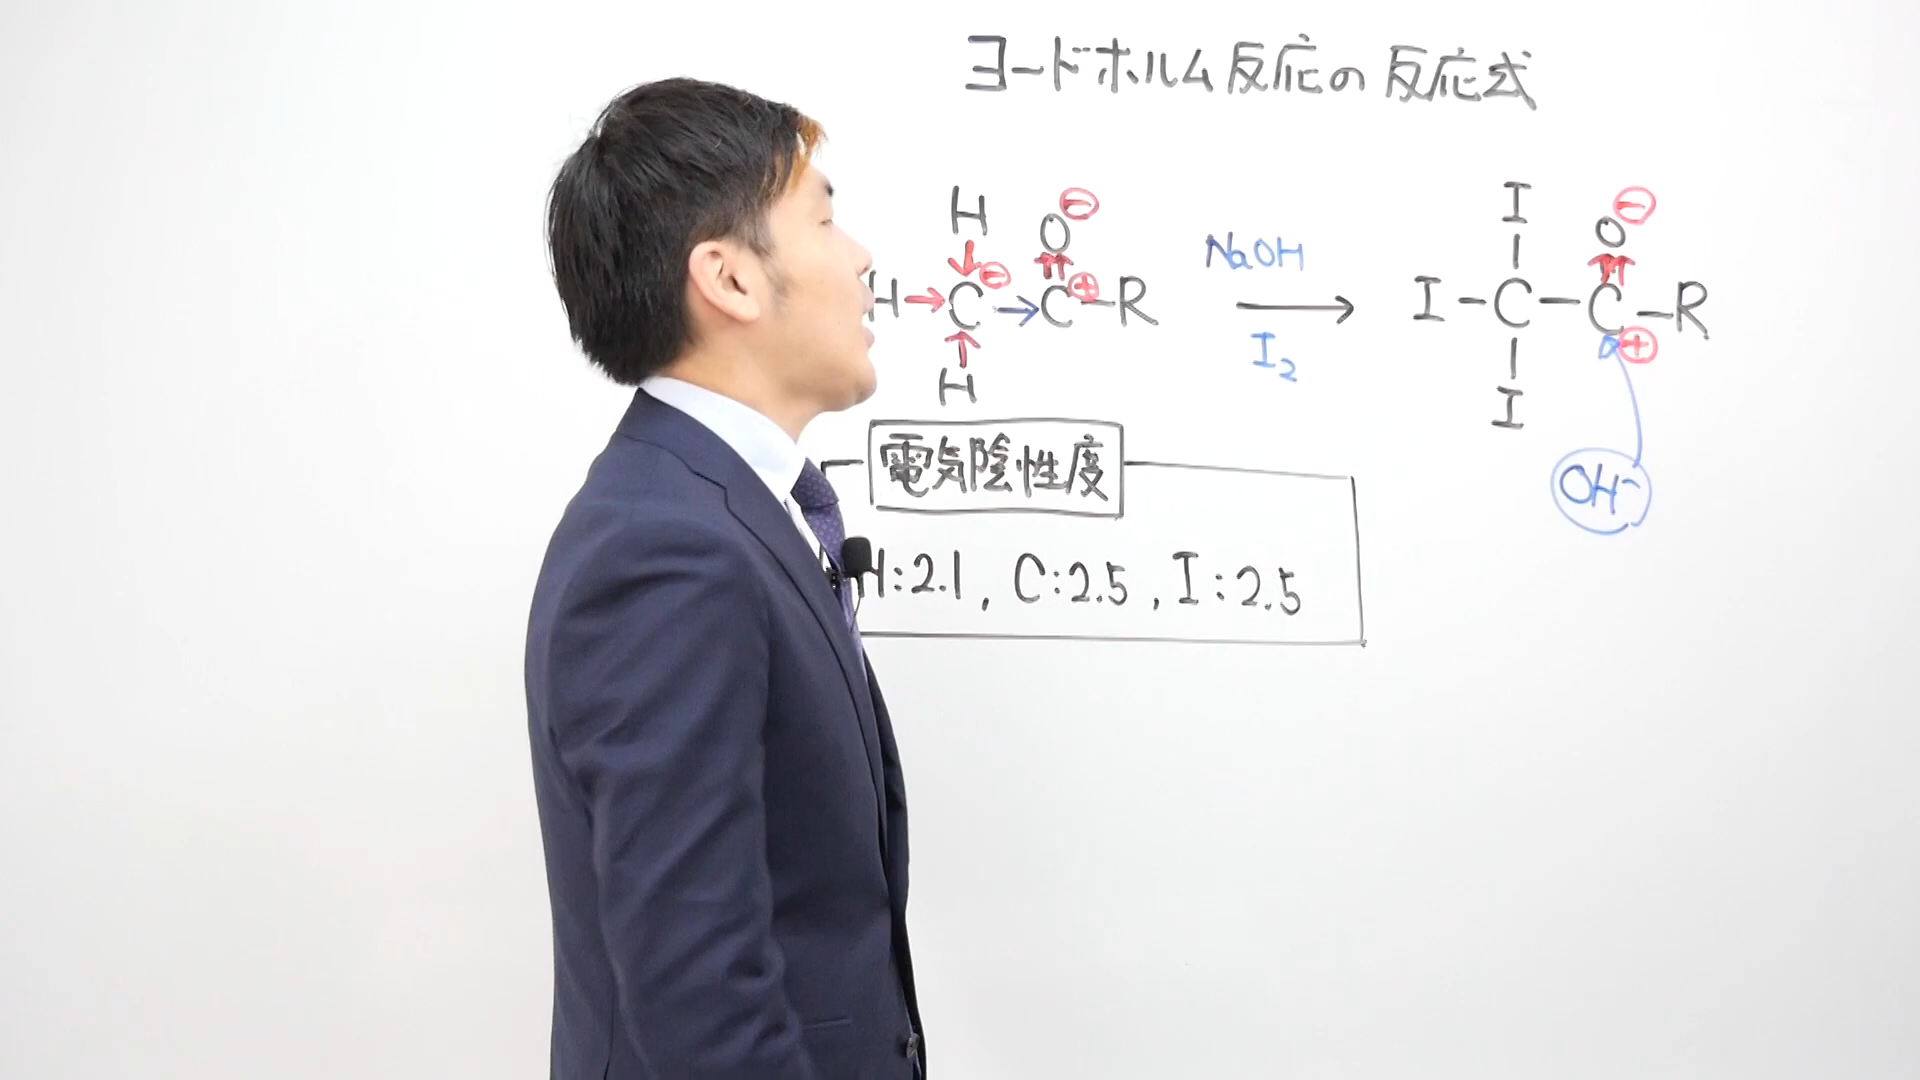 ヨードホルム反応の反応式
H O⊖ I O⊖
NaOH
H→C⊖→C⊕-R → I-C-C-R
I₂ ⊕
H I
電気陰性度
OH⁻
H:2.1, C:2.5, I:2.5